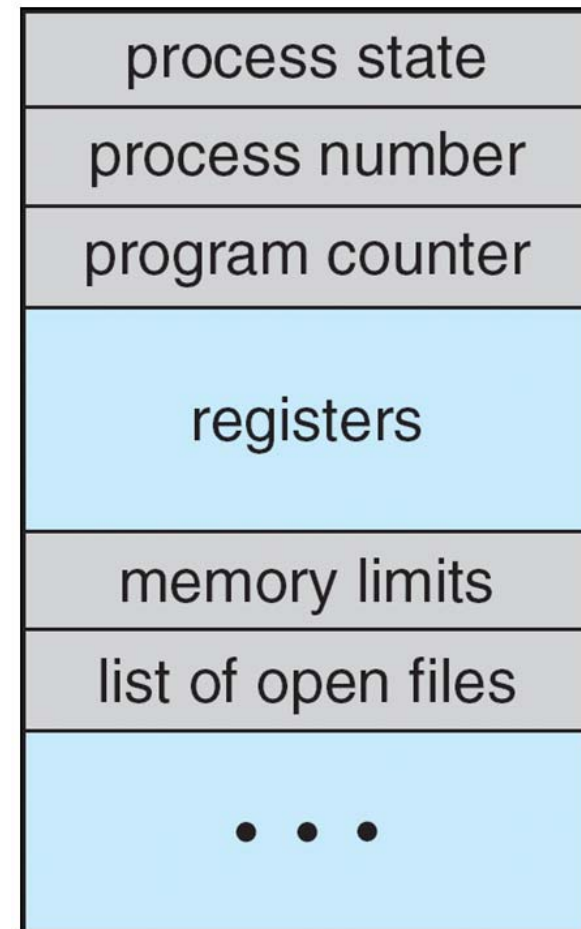 process state
process number
program counter
registers
memory limits
list of open files
• • •